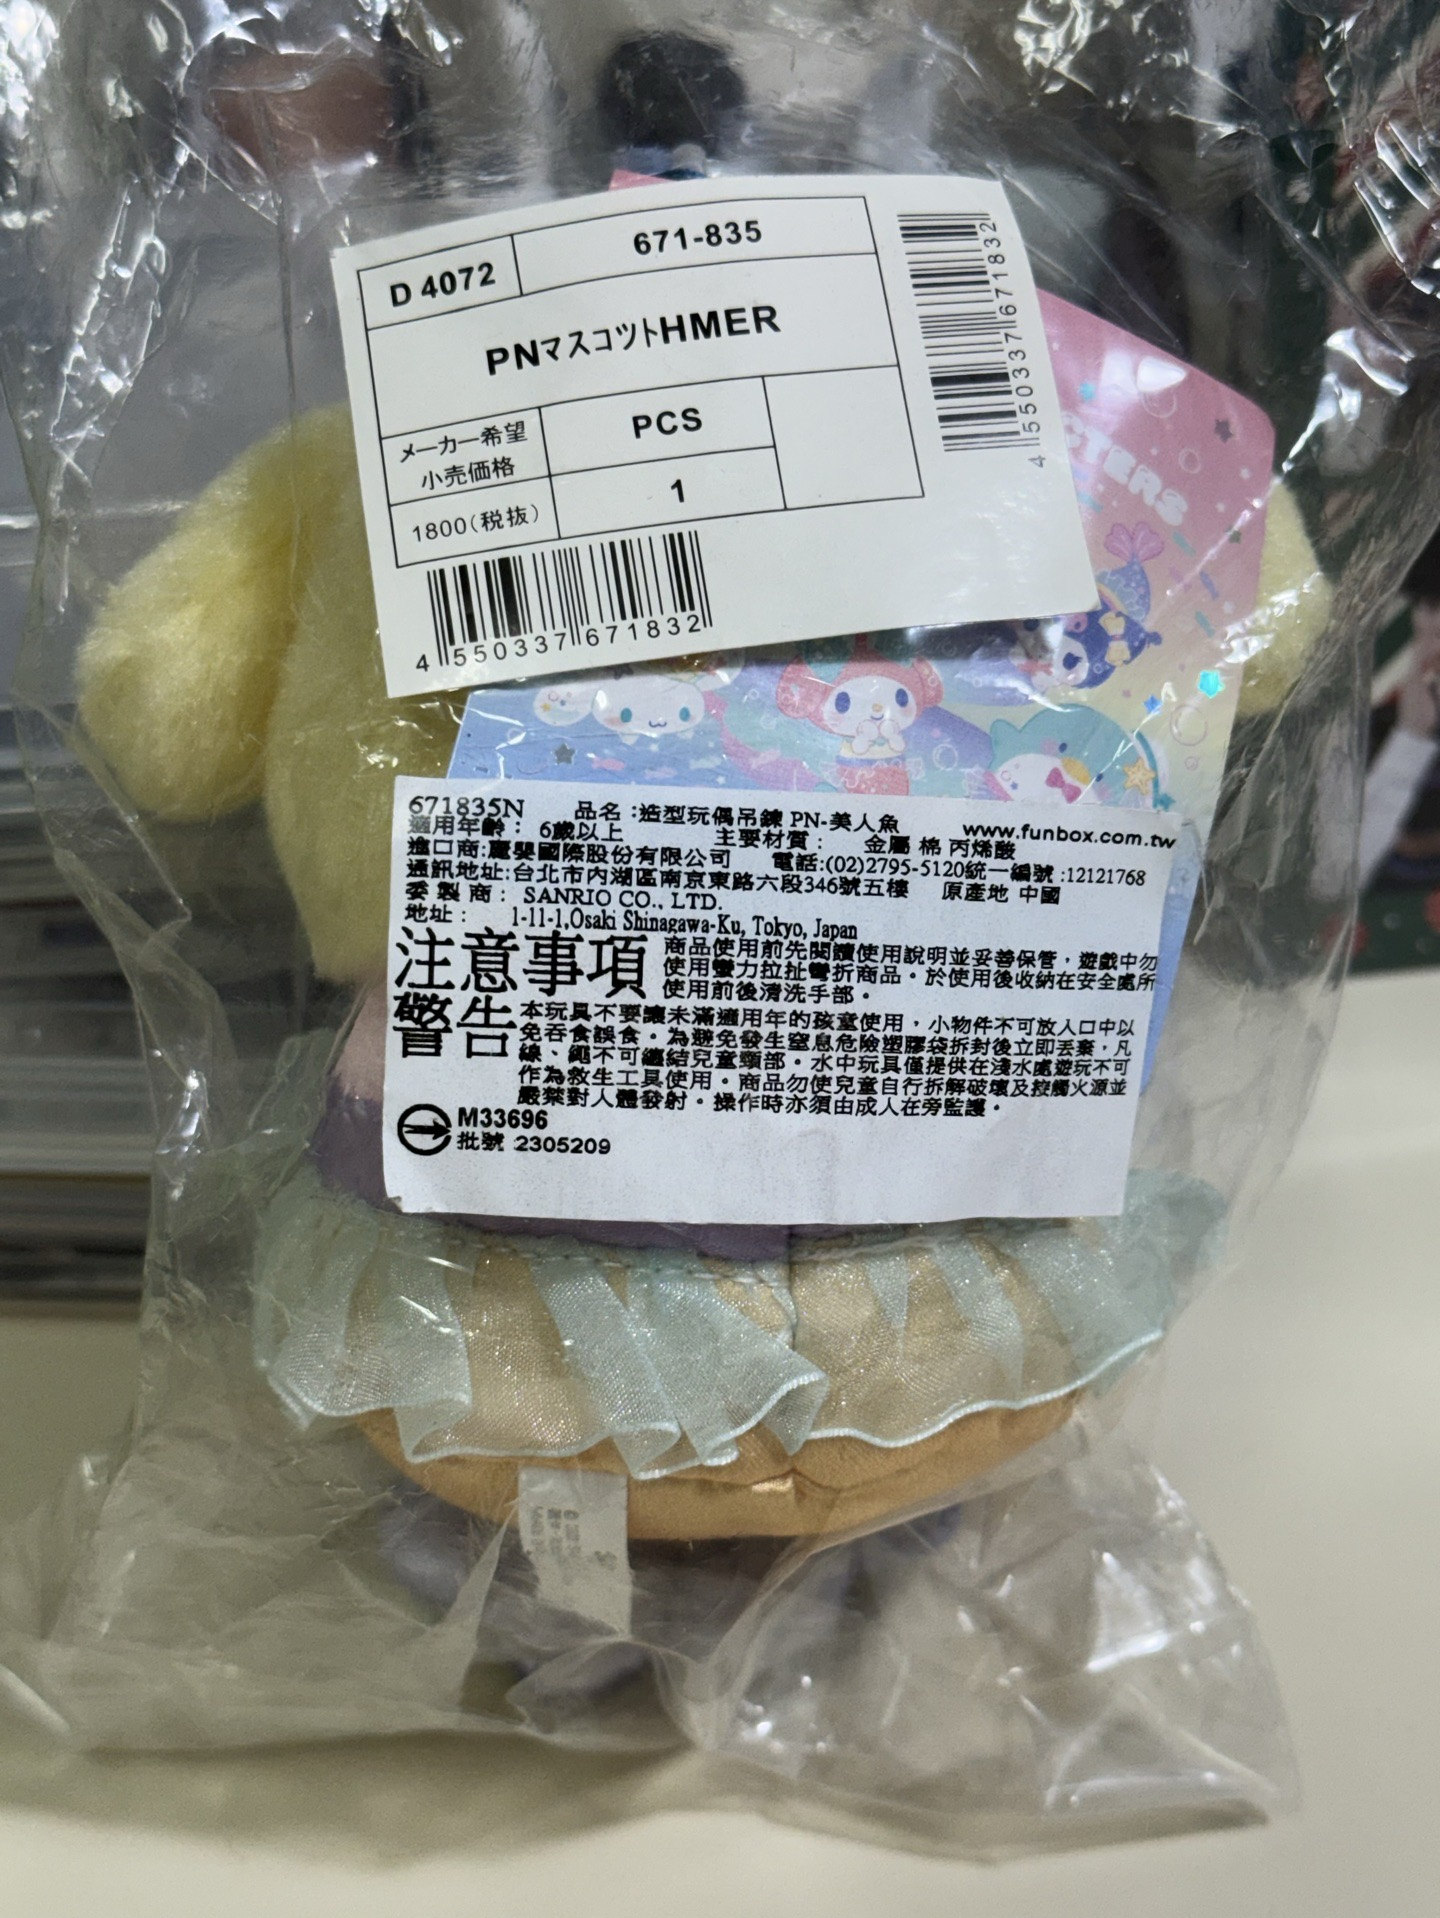 D 4072
671-835
PNマスコットHMER
メーカー希望
小売価格
PCS
1800(税抜)
1
4 550337 671832
4 550337 671832
CTERS
671835N 品名:造型玩偶吊鍊 PN-美人魚 www.funbox.com.tw
適用年齡: 6歲以上 主要材質: 金屬 棉 丙烯酸
進口商:麗嬰國際股份有限公司 電話:(02)2795-5120統一編號:12121768
通訊地址:台北市內湖區南京東路六段346號五樓 原產地 中國
委製商: SANRIO CO., LTD.
地址: 1-11-1,Osaki Shinagawa-Ku, Tokyo, Japan
注意事項 商品使用前先閱讀使用說明並妥善保管,遊戲中勿
使用蠻力拉扯彎折商品。於使用後收納在安全處所
使用前後清洗手部。
警告 本玩具不要讓未滿適用年的孩童使用,小物件不可放入口中以
免吞食誤食。為避免發生窒息危險塑膠袋拆封後立即丟棄,凡
線、繩不可纏結兒童頸部。水中玩具僅提供在淺水處遊玩不可
作為救生工具使用。商品勿使兒童自行拆解破壞及控觸火源並
嚴禁對人體發射。操作時亦須由成人在旁監護。
M33696
批號 2305209